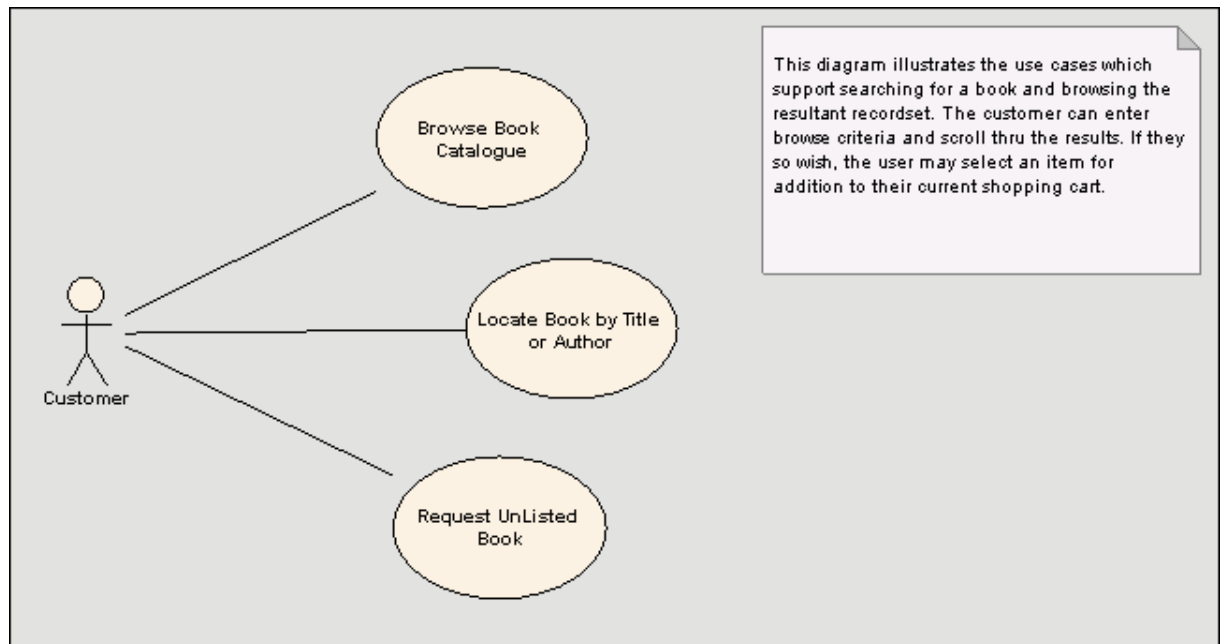 Browse Book
Catalogue
This diagram illustrates the use cases which
support searching for a book and browsing the
resultant recordset. The customer can enter
browse criteria and scroll thru the results. If they
so wish, the user may select an item for
addition to their current shopping cart.
Locate Book by Title
or Author
Customer
Request UnListed
Book